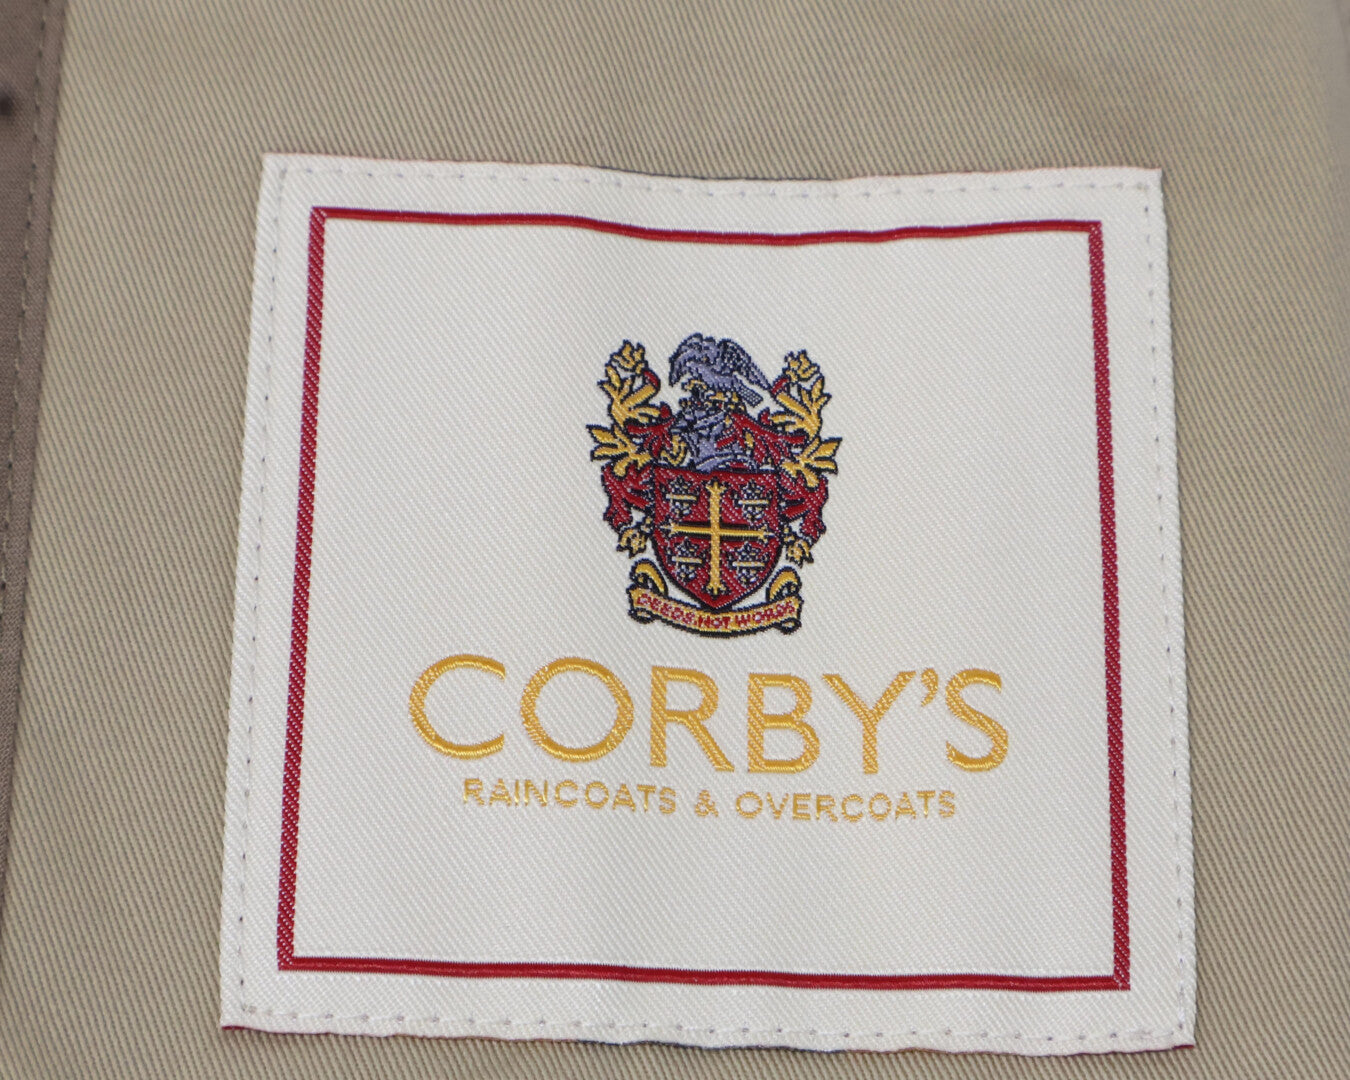 DEEDS NOT WORDS
CORBY'S
RAINCOATS & OVERCOATS